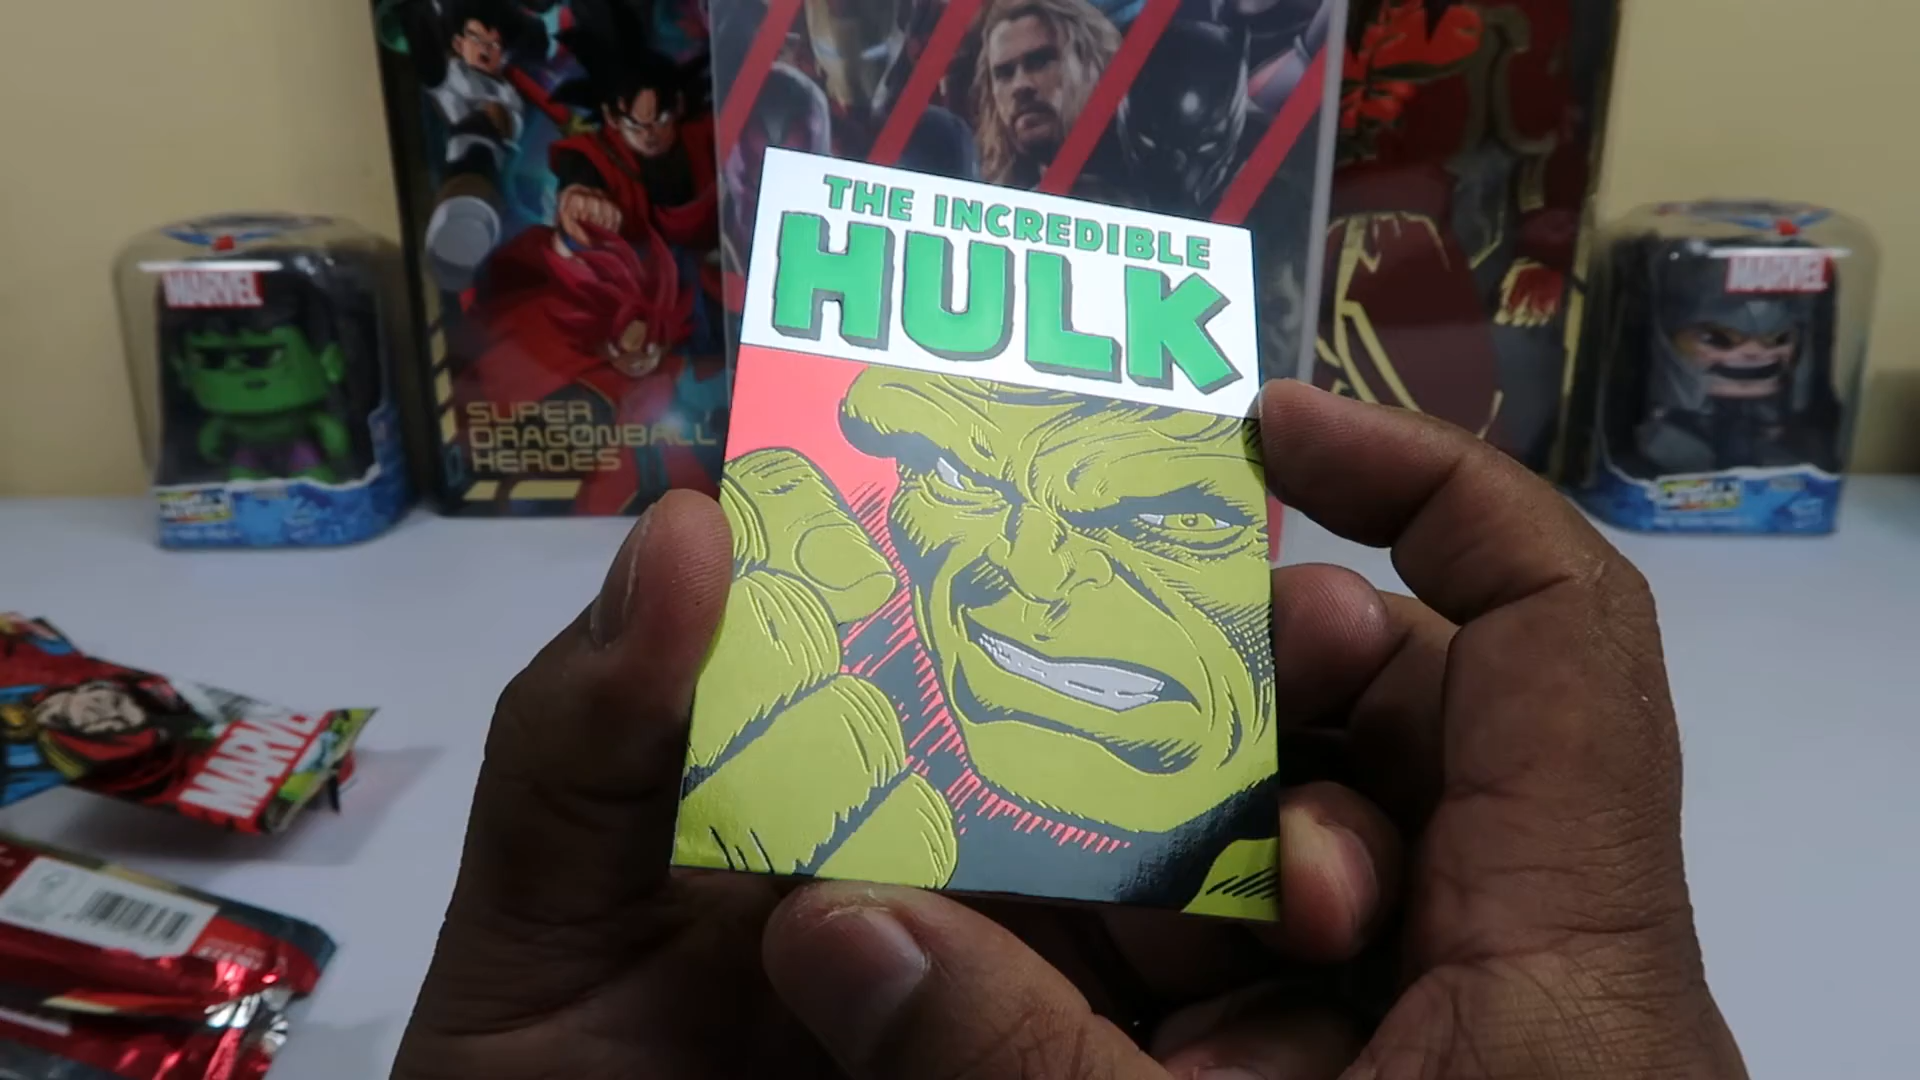 THE INCREDIBLE
HULK
MARVEL
MARVEL
SUPER
DRAGONBALL
HEROES
MARVEL